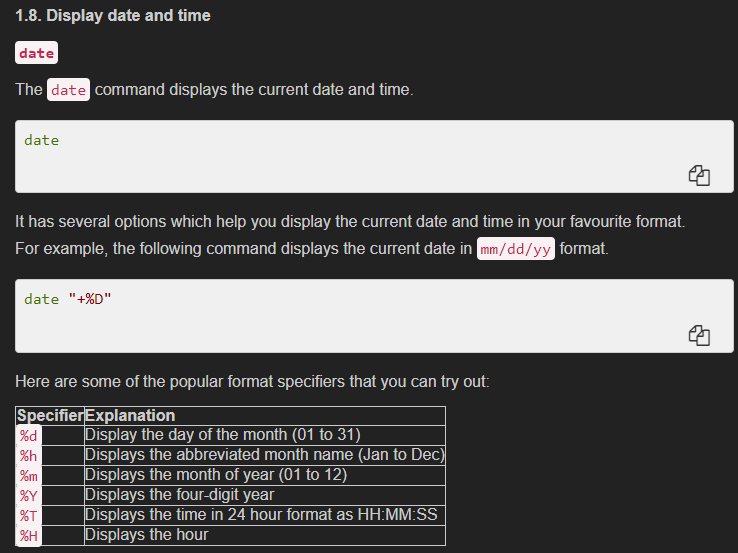 1.8. Display date and time
date
The date command displays the current date and time.
date
It has several options which help you display the current date and time in your favourite format.
For example, the following command displays the current date in mm/dd/yy format.
date "+%D"
Here are some of the popular format specifiers that you can try out:
Specifier Explanation
%d Display the day of the month (01 to 31)
%h Displays the abbreviated month name (Jan to Dec)
%m Displays the month of year (01 to 12)
%Y Displays the four-digit year
%T Displays the time in 24 hour format as HH:MM:SS
%H Displays the hour